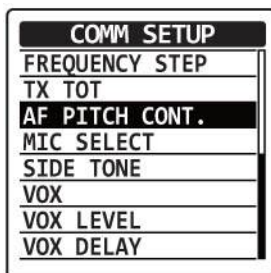 COMM SETUP
FREQUENCY STEP
TX TOT
AF PITCH CONT.
MIC SELECT
SIDE TONE
VOX
VOX LEVEL
VOX DELAY